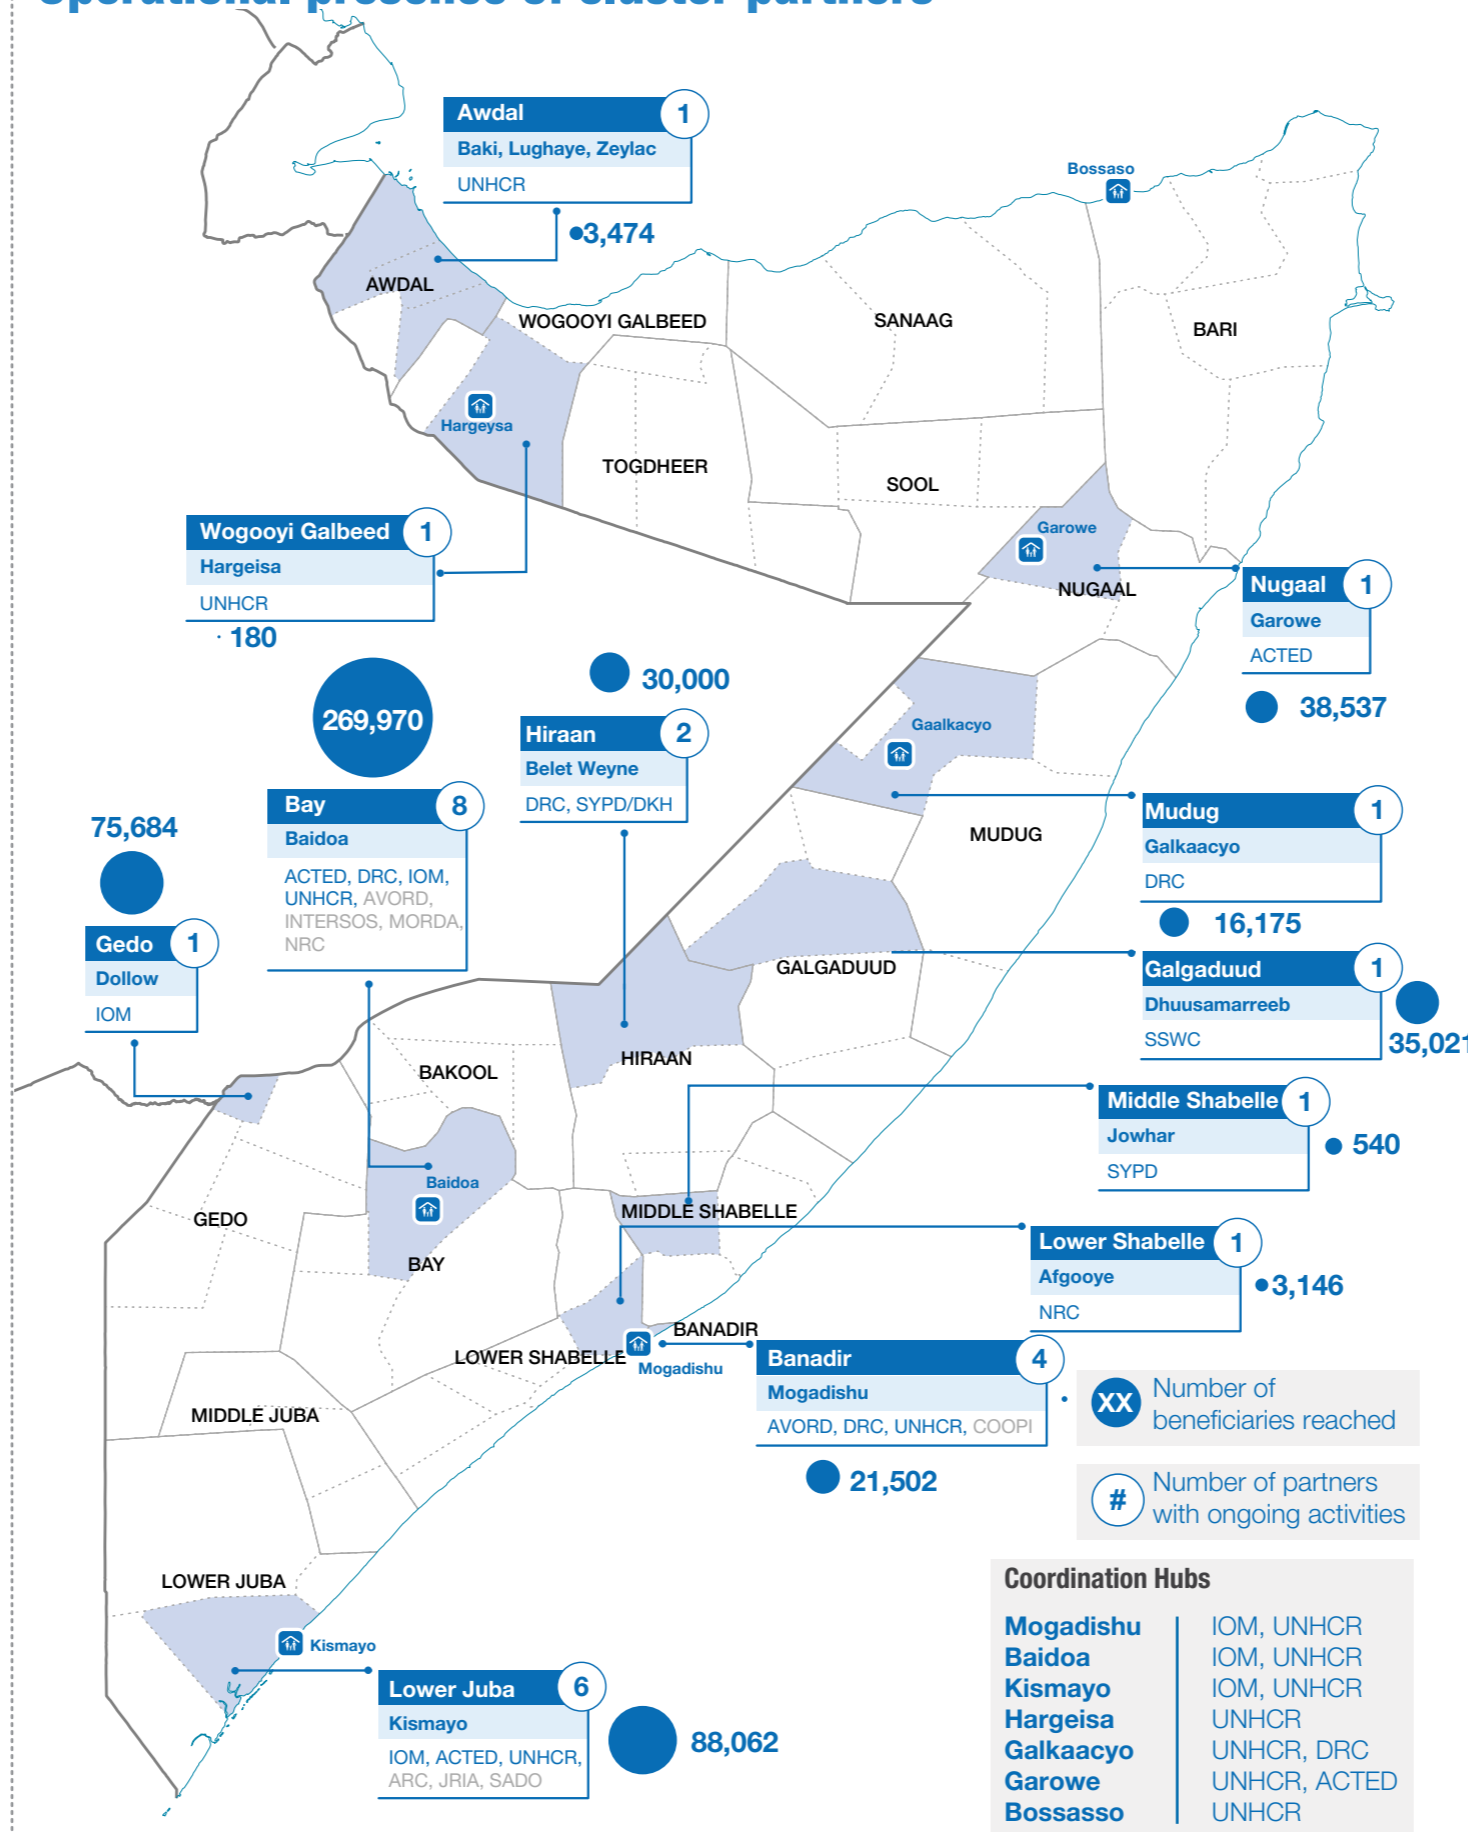 Operational presence of cluster partners
Awdal 1
Baki, Lughaye, Zeylac
UNHCR
3,474
Bossaso
AWDAL
WOGOOYI GALBEED
SANAAG
BARI
Hargeysa
TOGDHEER
SOOL
Wogooyi Galbeed 1
Hargeisa
UNHCR
180
Garowe
NUGAAL
Nugaal 1
Garowe
ACTED
38,537
269,970
30,000
Hiraan 2
Belet Weyne
DRC, SYPD/DKH
Gaalkacyo
MUDUG
Mudug 1
Galkaacyo
DRC
16,175
75,684
Bay 8
Baidoa
ACTED, DRC, IOM,
UNHCR, AVORD,
INTERSOS, MORDA,
NRC
Gedo 1
Dollow
IOM
GALGADUUD
Galgaduud 1
Dhuusamarreeb
SSWC
35,021
HIRAAN
BAKOOL
Middle Shabelle 1
Jowhar
SYPD
540
Baidoa
GEDO
BAY
MIDDLE SHABELLE
Lower Shabelle 1
Afgooye
NRC
3,146
BANADIR
LOWER SHABELLE
Mogadishu
Banadir 4
Mogadishu
AVORD, DRC, UNHCR, COOPI
21,502
XX Number of
beneficiaries reached
# Number of partners
with ongoing activities
MIDDLE JUBA
LOWER JUBA
Kismayo
Lower Juba 6
Kismayo
IOM, ACTED, UNHCR,
ARC, JRIA, SADO
88,062
Coordination Hubs
Mogadishu IOM, UNHCR
Baidoa IOM, UNHCR
Kismayo IOM, UNHCR
Hargeisa UNHCR
Galkaacyo UNHCR, DRC
Garowe UNHCR, ACTED
Bossasso UNHCR